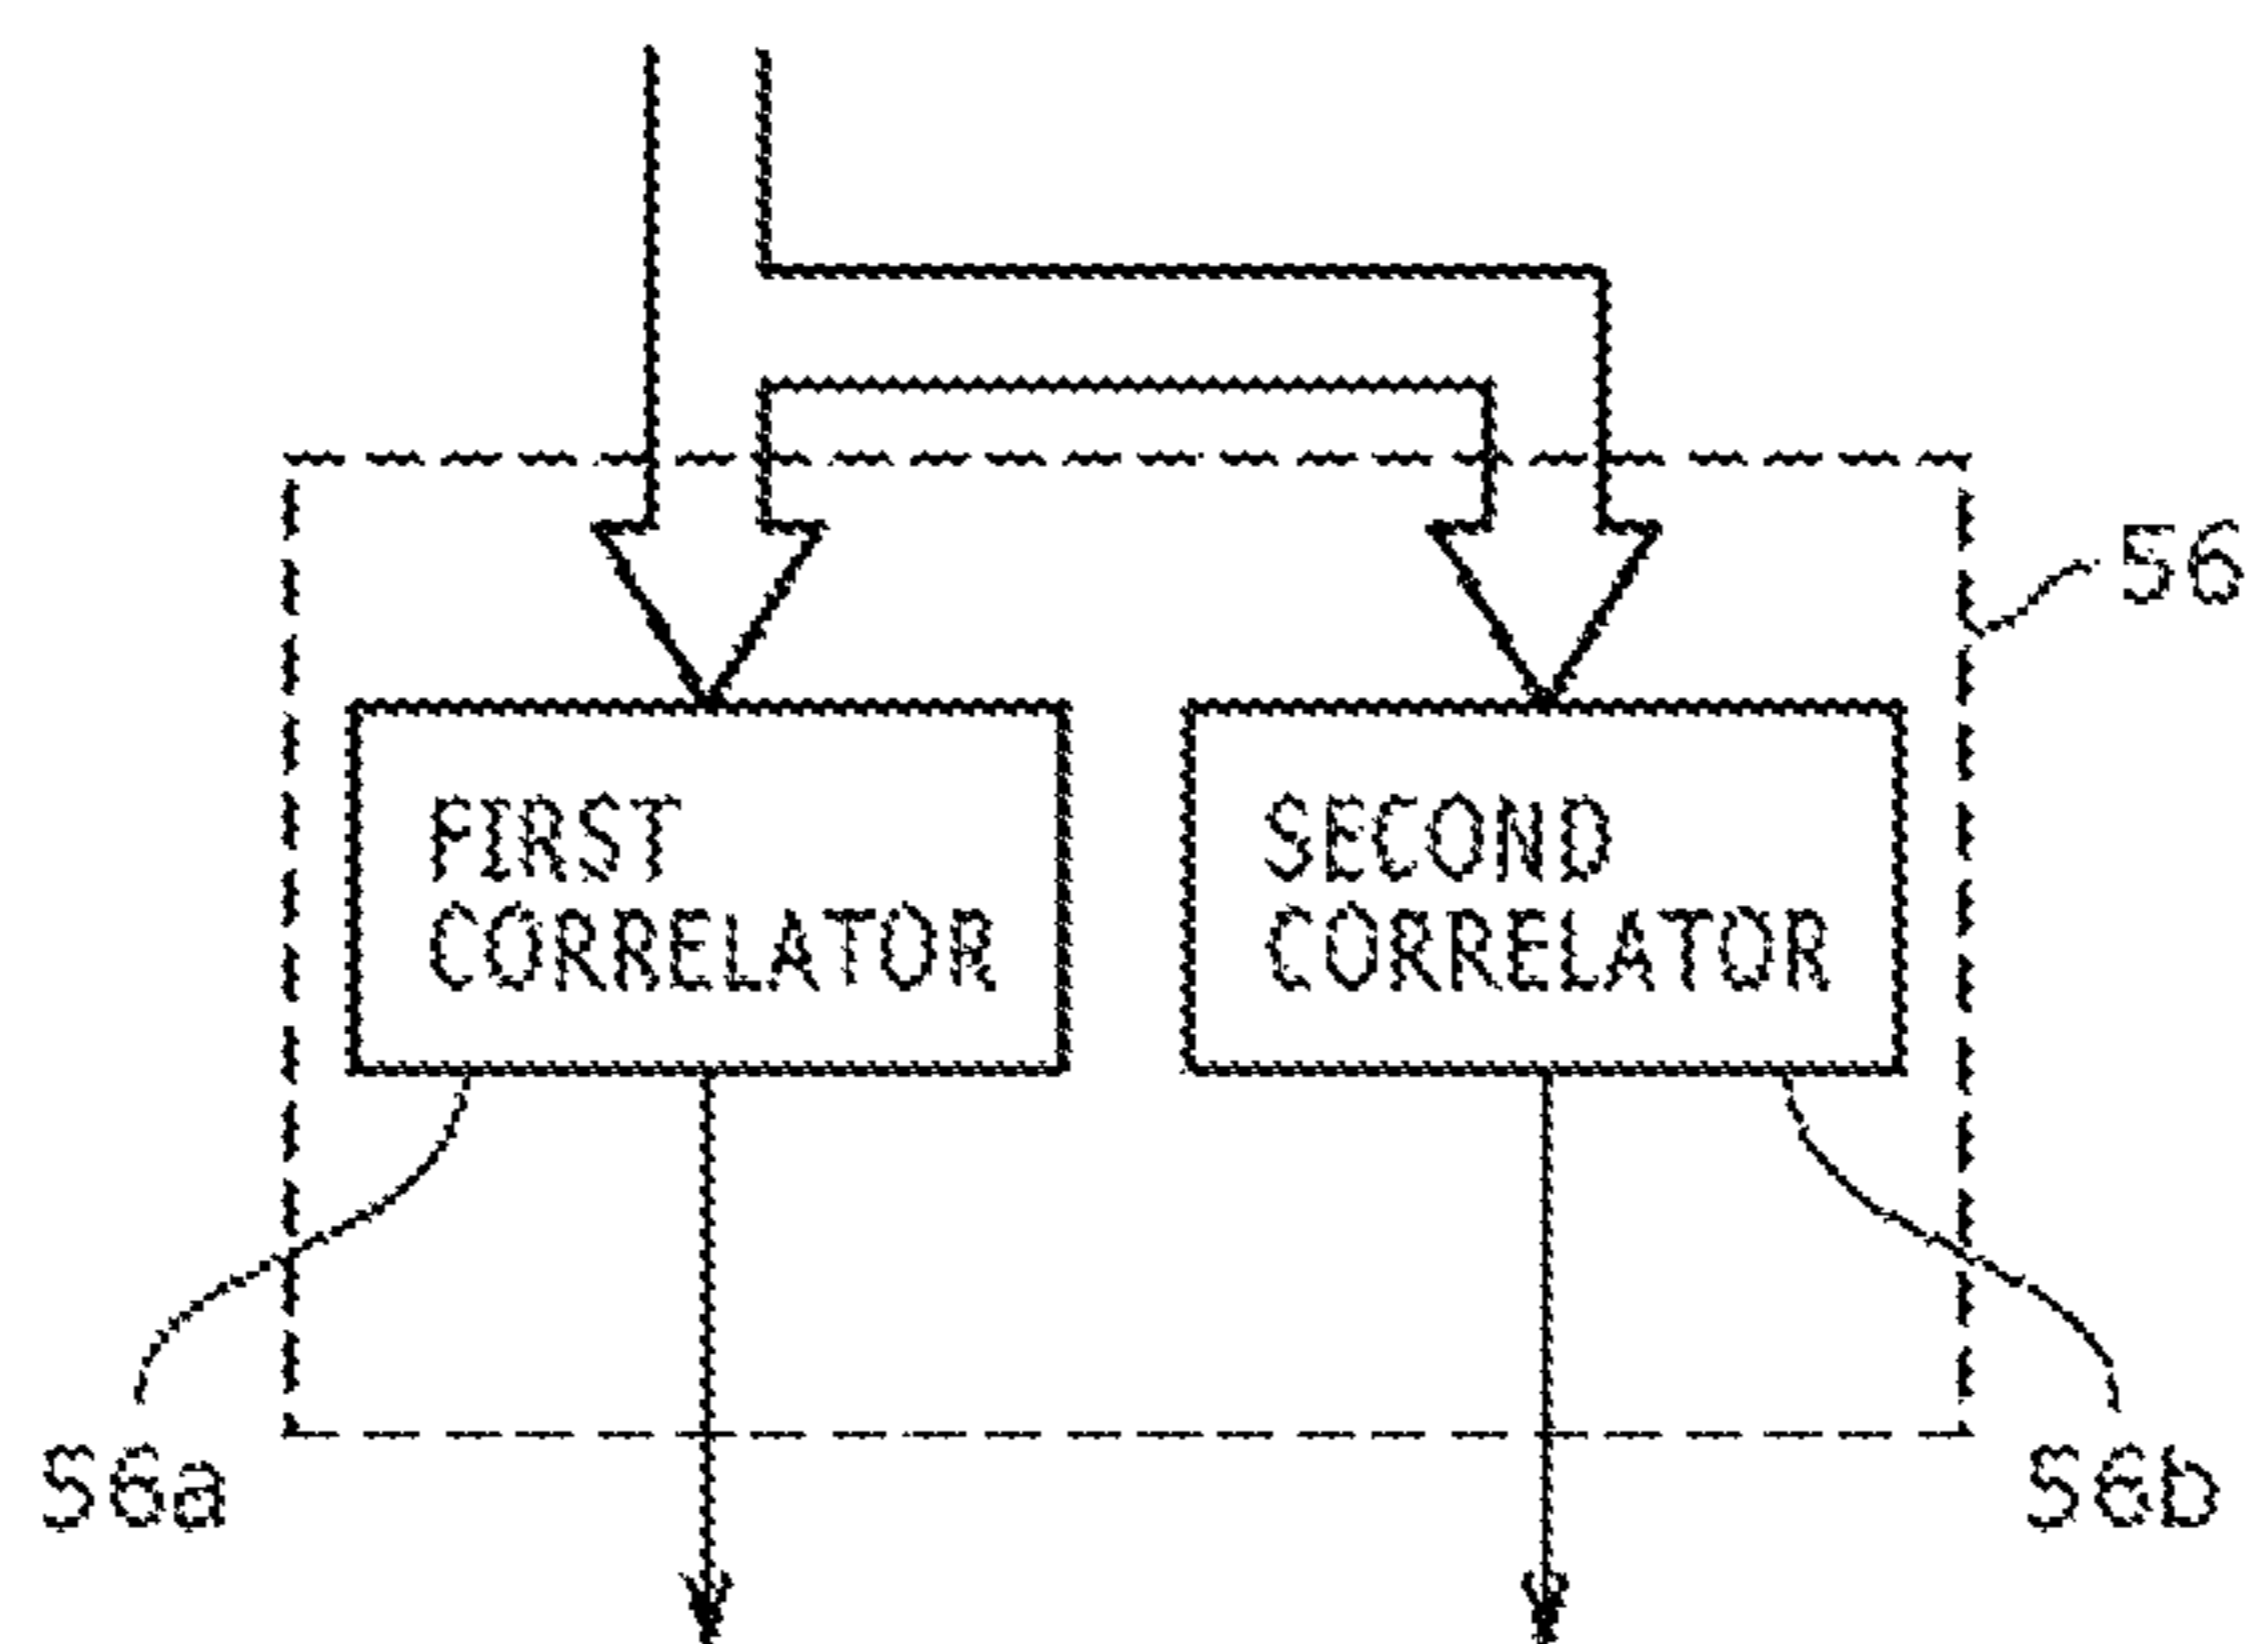 56
FIRST
CORRELATOR
SECOND
CORRELATOR
56a
56b